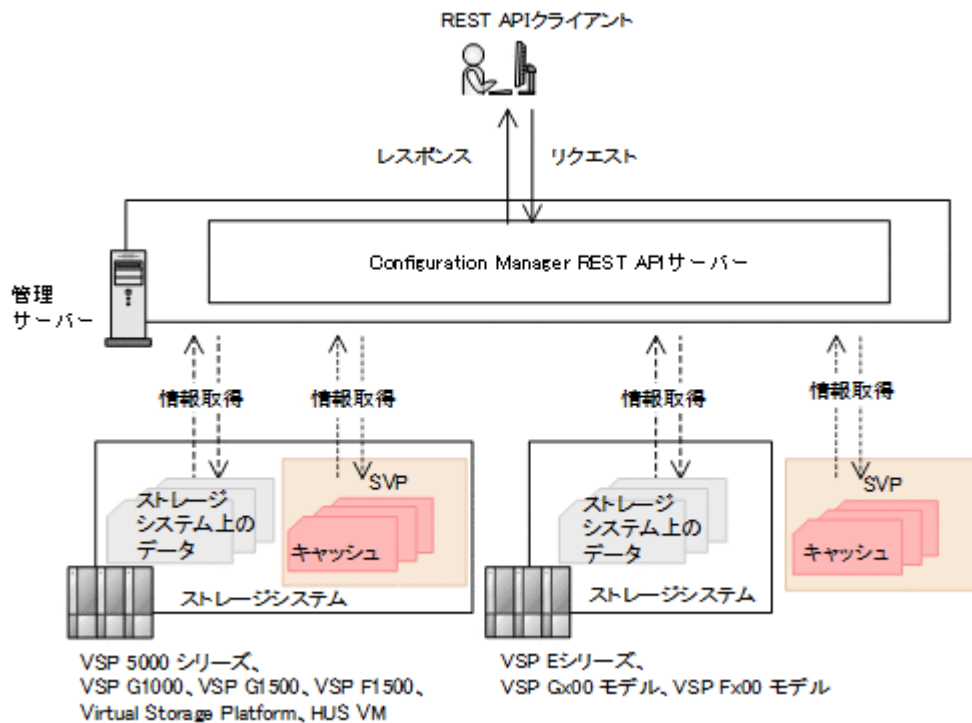 REST APIクライアント
レスポンス
リクエスト
Configuration Manager REST APIサーバー
管理
サーバー
情報取得
情報取得
情報取得
情報取得
ストレージ
システム上の
データ
SVP
キャッシュ
ストレージシステム
ストレージ
システム上の
データ
ストレージシステム
SVP
キャッシュ
VSP 5000 シリーズ、
VSP G1000、VSP G1500、VSP F1500、
Virtual Storage Platform、HUS VM
VSP Eシリーズ、
VSP Gx00 モデル、VSP Fx00 モデル